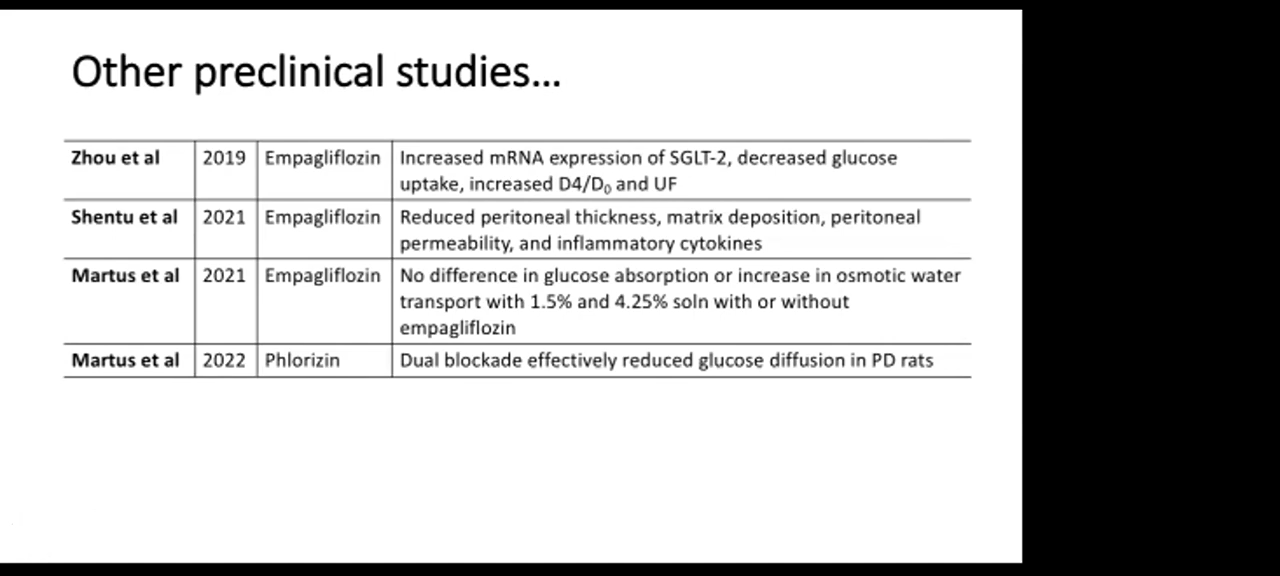 Other preclinical studies...
Zhou et al 2019 Empagliflozin Increased mRNA expression of SGLT-2, decreased glucose
uptake, increased D4/D₀ and UF
Shentu et al 2021 Empagliflozin Reduced peritoneal thickness, matrix deposition, peritoneal
permeability, and inflammatory cytokines
Martus et al 2021 Empagliflozin No difference in glucose absorption or increase in osmotic water
transport with 1.5% and 4.25% soln with or without
empagliflozin
Martus et al 2022 Phlorizin Dual blockade effectively reduced glucose diffusion in PD rats